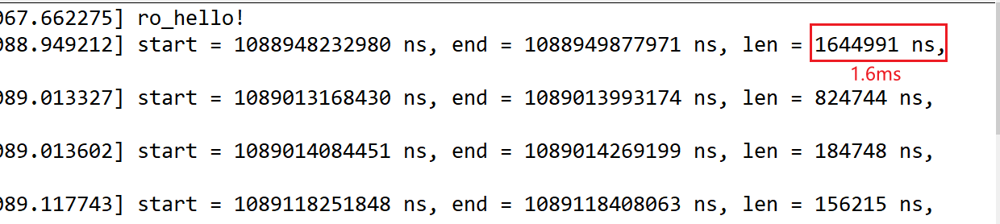 067.662275] ro_hello!
088.949212] start = 1088948232980 ns, end = 1088949877971 ns, len = 1644991 ns,
1.6ms
089.013327] start = 1089013168430 ns, end = 1089013993174 ns, len = 824744 ns,
089.013602] start = 1089014084451 ns, end = 1089014269199 ns, len = 184748 ns,
089.117743] start = 1089118251848 ns, end = 1089118408063 ns, len = 156215 ns,